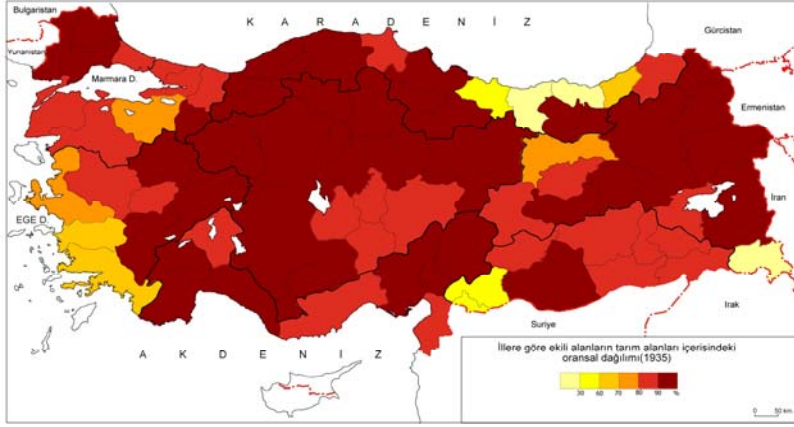 Bulgaristan
K A R A D E N İ Z
Gürcistan
Yunanistan
Marmara D.
Ermenistan
İran
EGE D.
Irak
Suriye
A K D E N İ Z
İllere göre ekili alanların tarım alanları içerisindeki
oransal dağılımı(1935)
30 60 70 80 90 %
0 50 km.